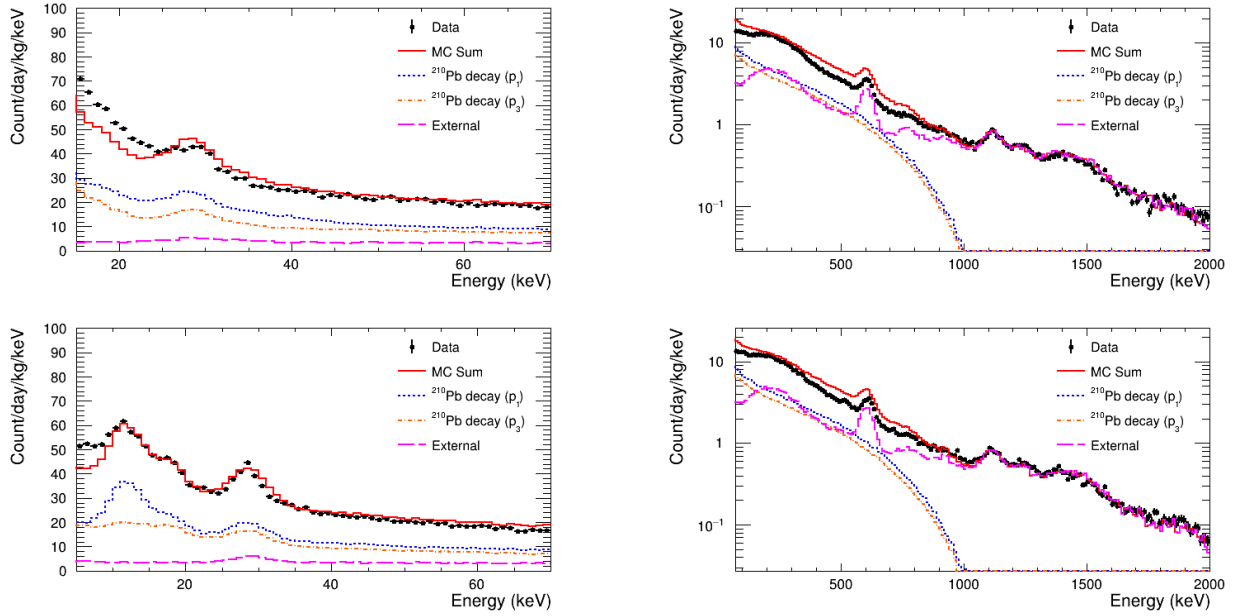 Count/day/kg/keV
100
90
80
70
60
50
40
30
20
10
0
Data
MC Sum
²¹⁰Pb decay (p₁)
²¹⁰Pb decay (p₃)
External
20 40 60
Energy (keV)
Count/day/kg/keV
10
1
10⁻¹
Data
MC Sum
²¹⁰Pb decay (p₁)
²¹⁰Pb decay (p₃)
External
500 1000 1500 2000
Energy (keV)
Count/day/kg/keV
100
90
80
70
60
50
40
30
20
10
0
Data
MC Sum
²¹⁰Pb decay (p₁)
²¹⁰Pb decay (p₃)
External
20 40 60
Energy (keV)
Count/day/kg/keV
10
1
10⁻¹
Data
MC Sum
²¹⁰Pb decay (p₁)
²¹⁰Pb decay (p₃)
External
500 1000 1500 2000
Energy (keV)